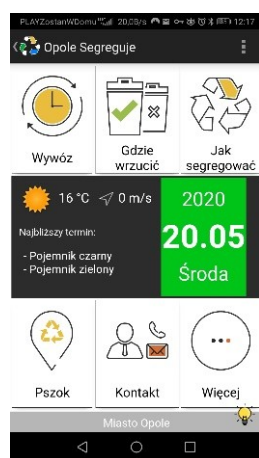 PLAYZostanWDomu 20,0B/s 12:17
Opole Segreguje
Wywóz
Gdzie
wrzucić
Jak
segregować
16 °C 0 m/s
Najbliższy termin:
- Pojemnik czarny
- Pojemnik zielony
2020
20.05
Środa
Pszok
Kontakt
Więcej
Miasto Opole